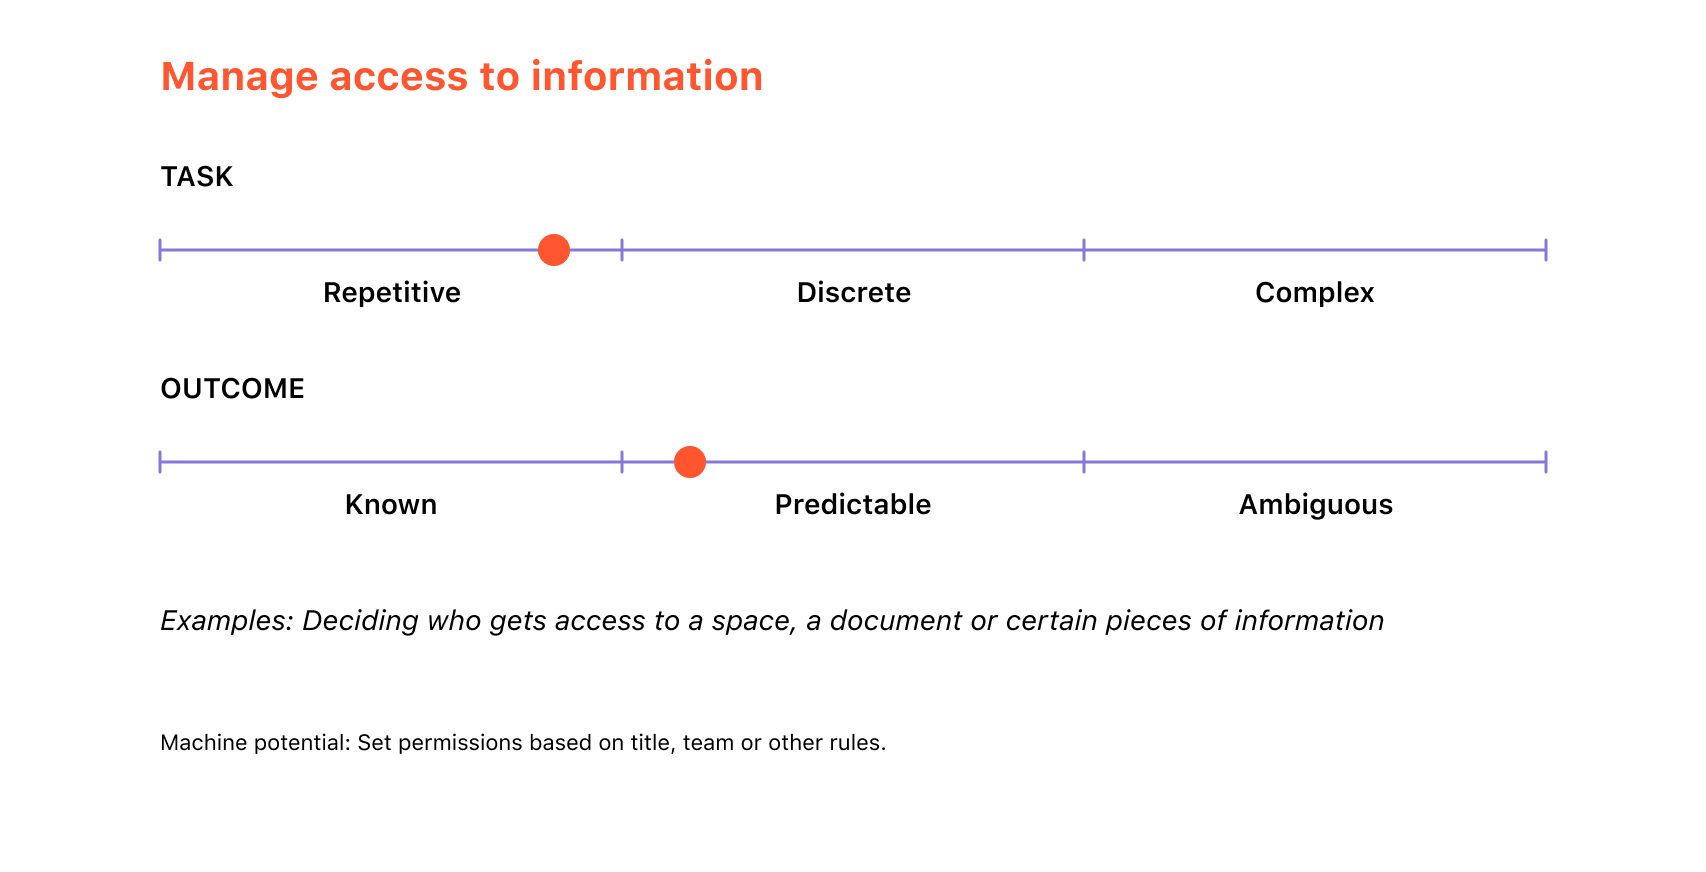 Manage access to information
TASK
Repetitive Discrete Complex
OUTCOME
Known Predictable Ambiguous
Examples: Deciding who gets access to a space, a document or certain pieces of information
Machine potential: Set permissions based on title, team or other rules.